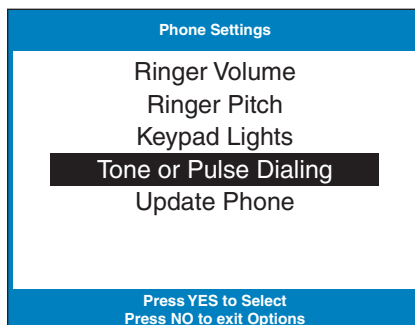 Phone Settings
Ringer Volume
Ringer Pitch
Keypad Lights
Tone or Pulse Dialing
Update Phone
Press YES to Select
Press NO to exit Options